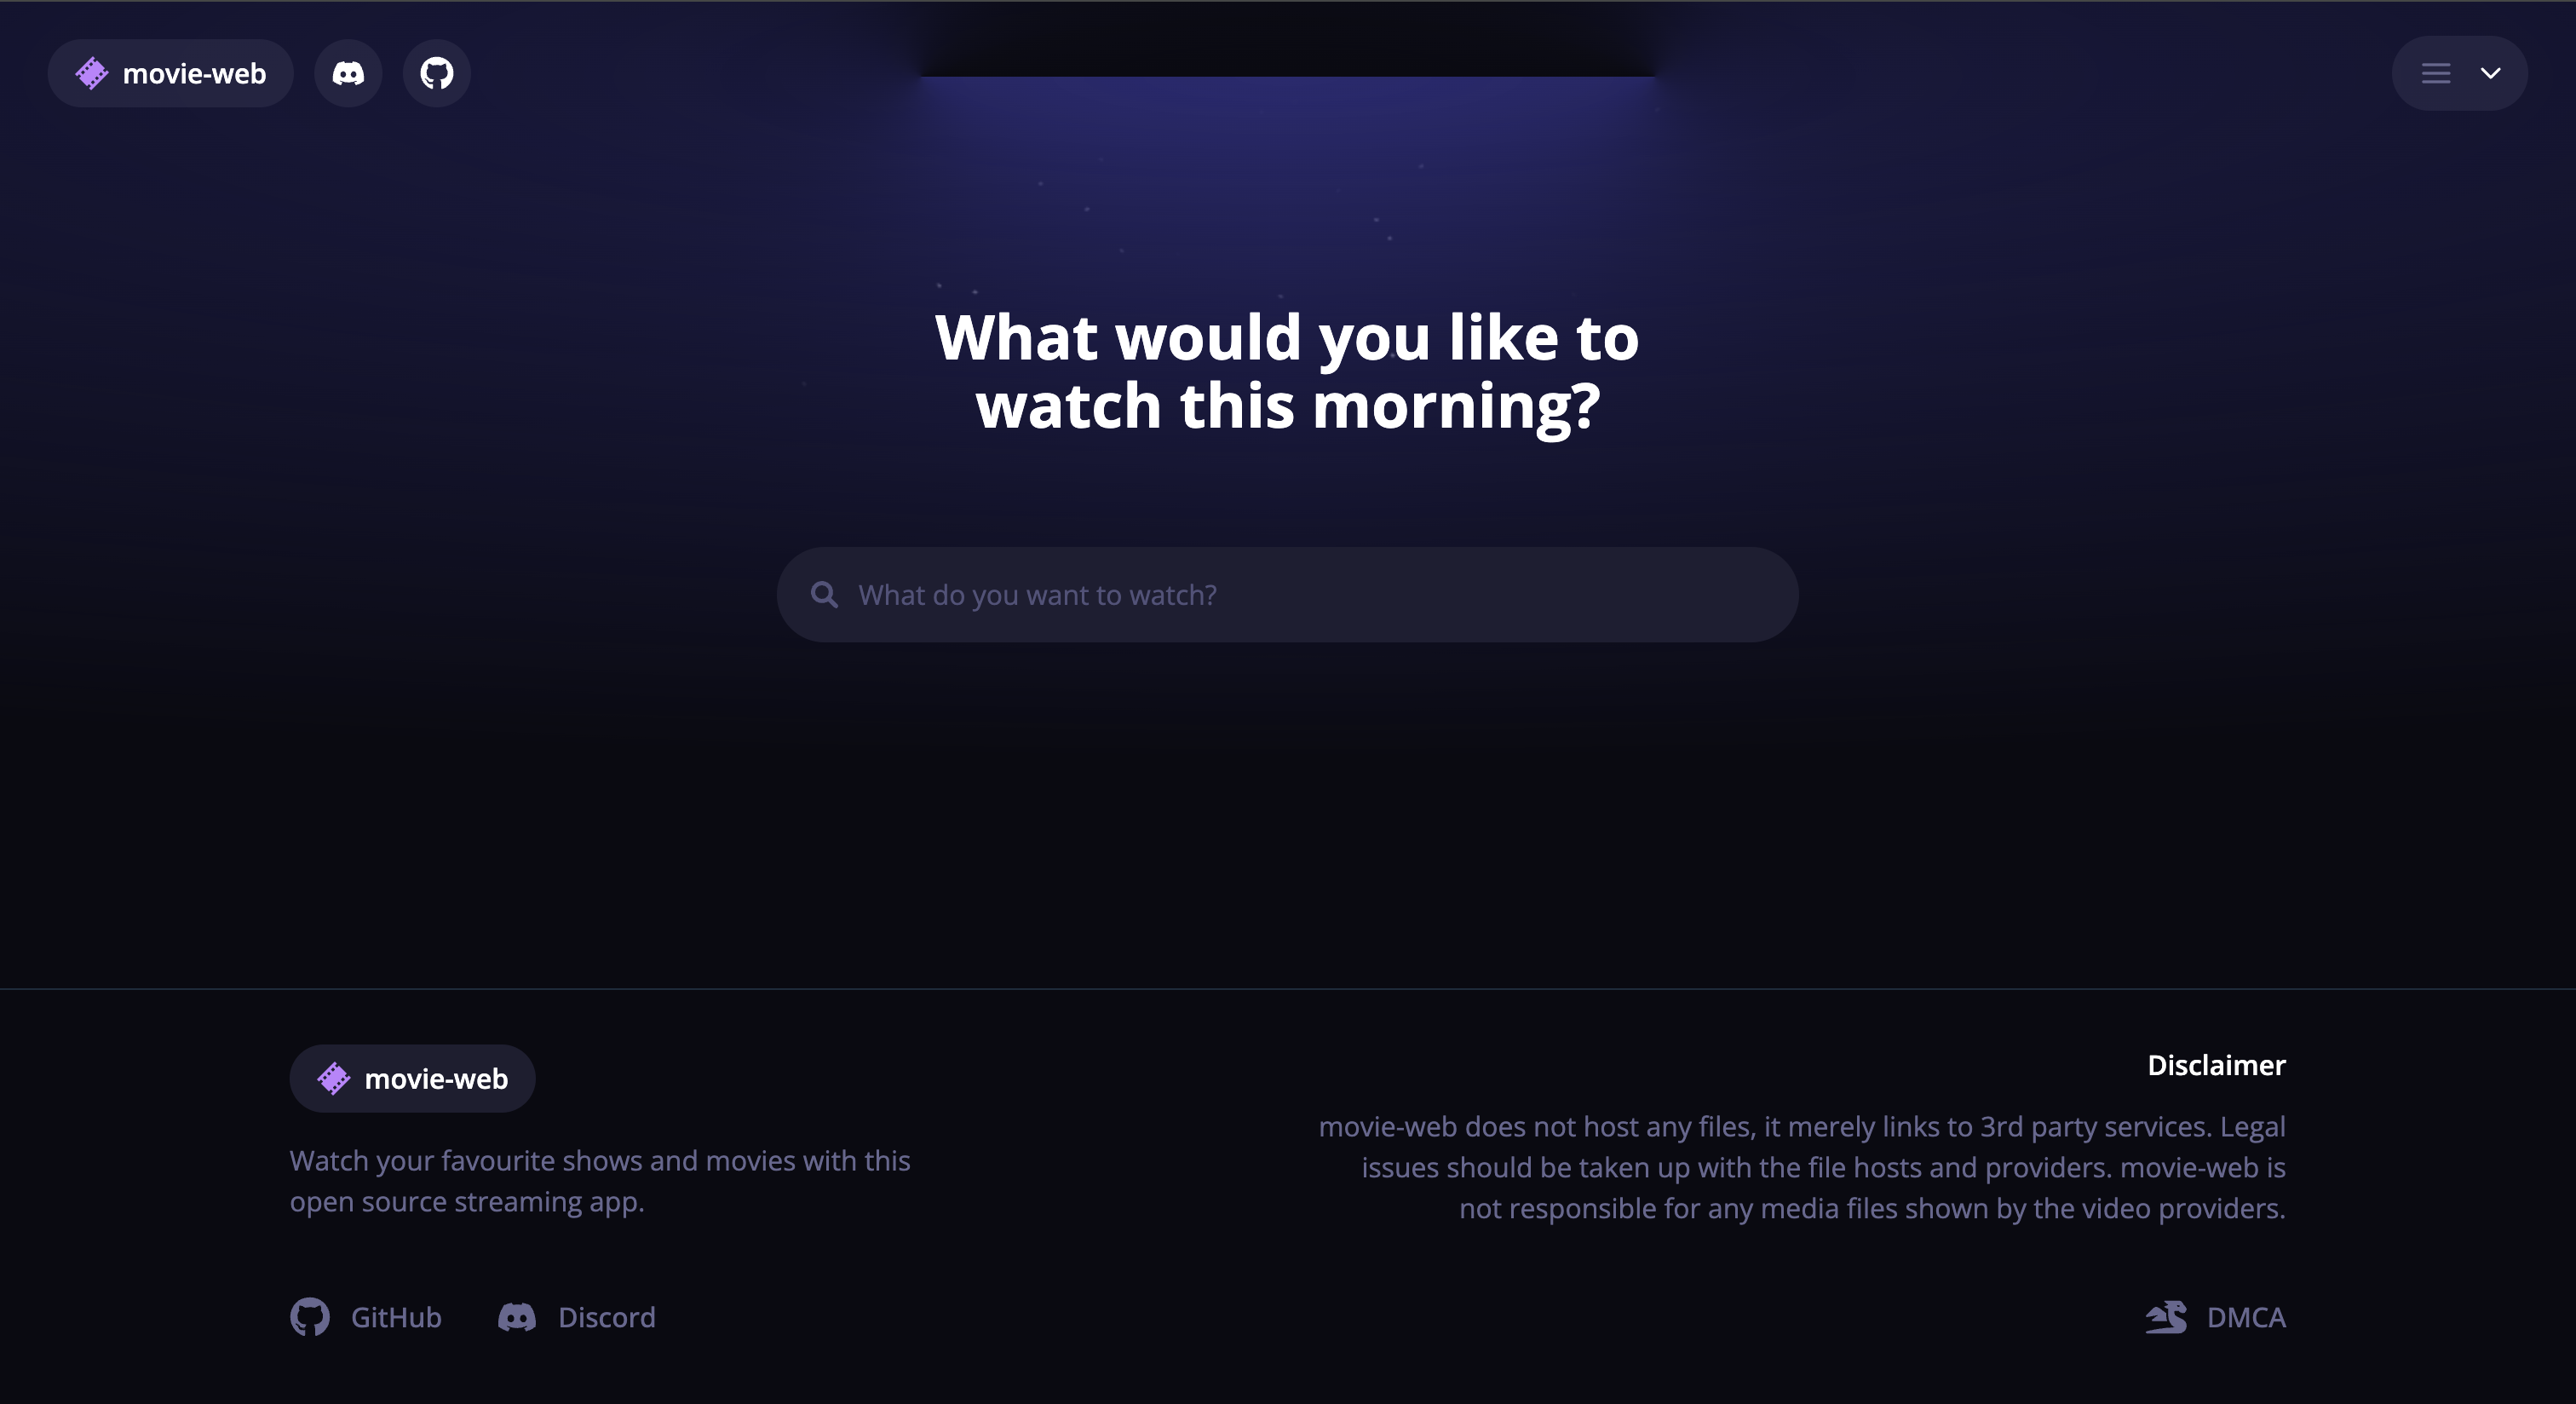 movie-web
What would you like to
watch this morning?
What do you want to watch?
movie-web
Watch your favourite shows and movies with this
open source streaming app.
GitHub
Discord
Disclaimer
movie-web does not host any files, it merely links to 3rd party services. Legal
issues should be taken up with the file hosts and providers. movie-web is
not responsible for any media files shown by the video providers.
DMCA